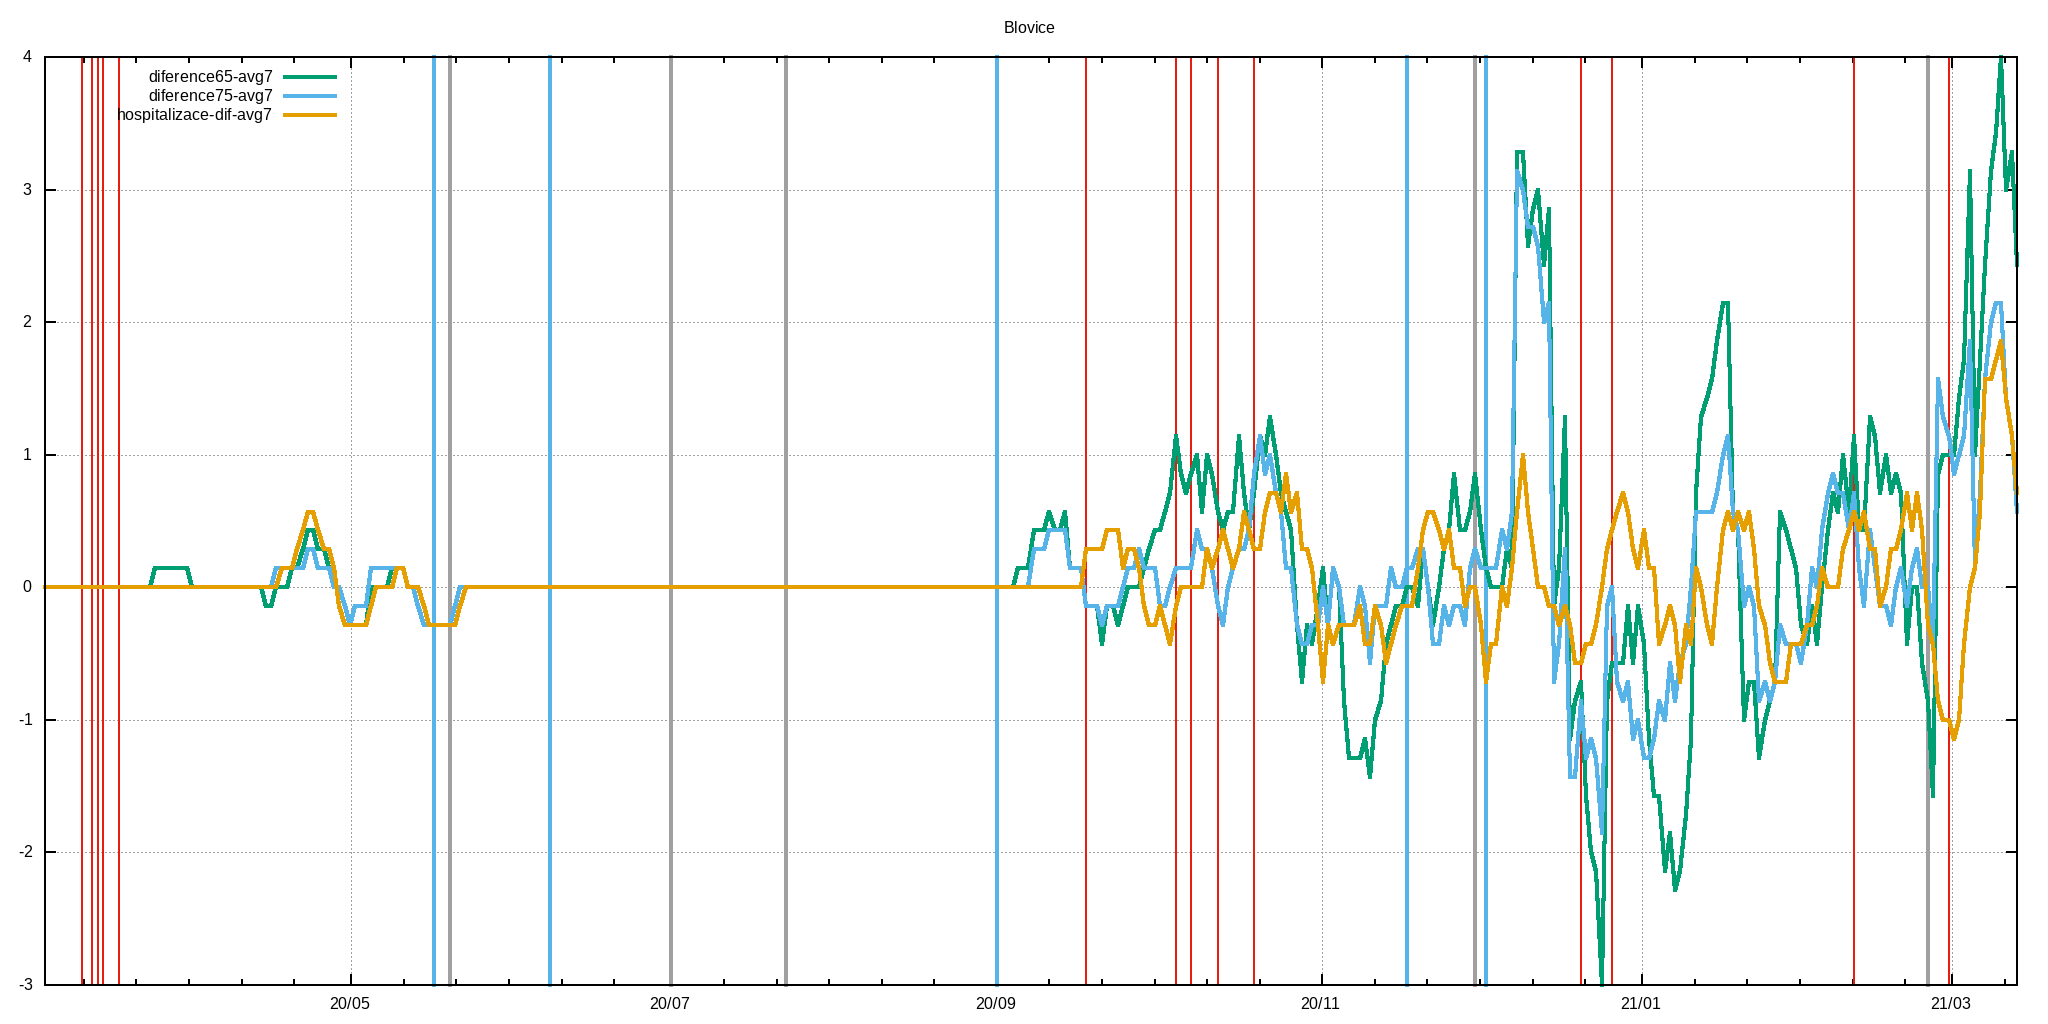 Blovice
4
diference65-avg7
diference75-avg7
hospitalizace-dif-avg7
3
2
1
0
-1
-2
-3
20/05 20/07 20/09 20/11 21/01 21/03